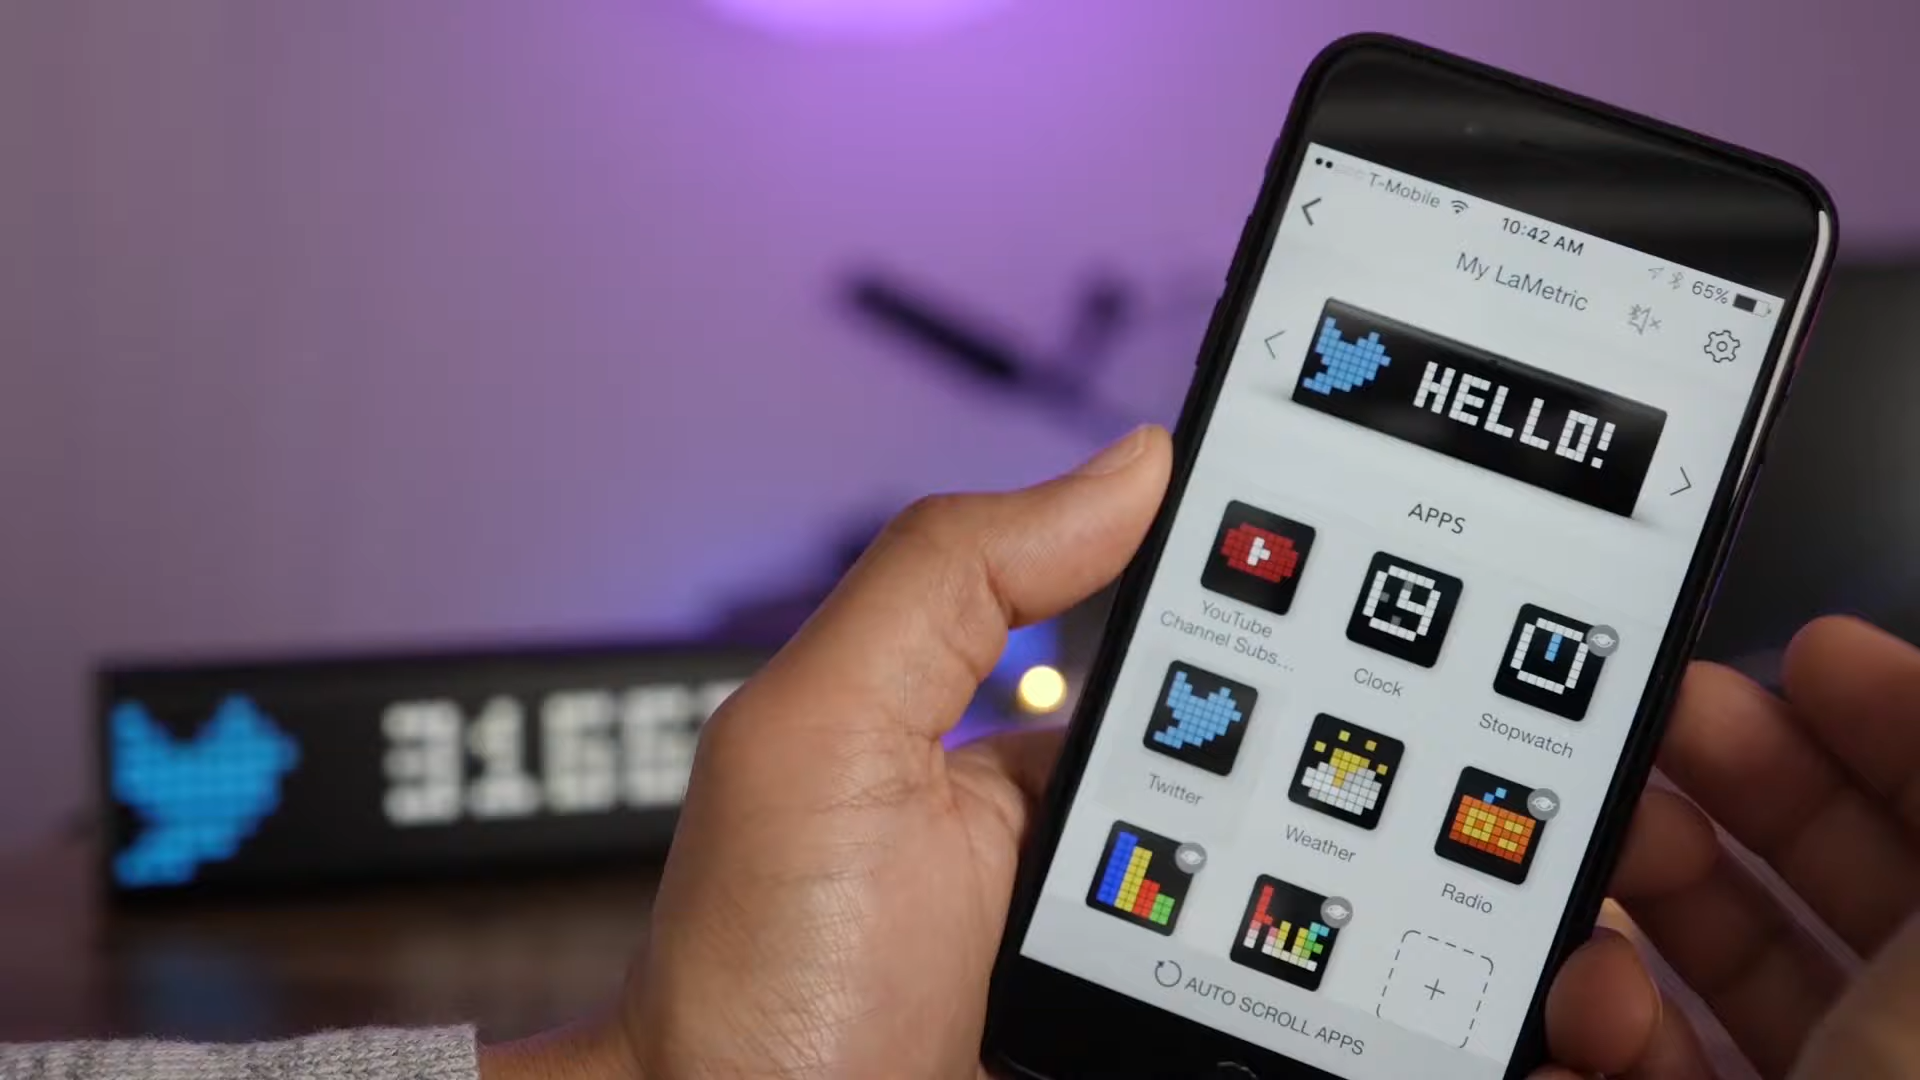 T-Mobile
10:42 AM
65%
My LaMetric
HELLO!
APPS
YouTube
Channel Subs...
Clock
Stopwatch
Twitter
Weather
Radio
hue
AUTO SCROLL APPS